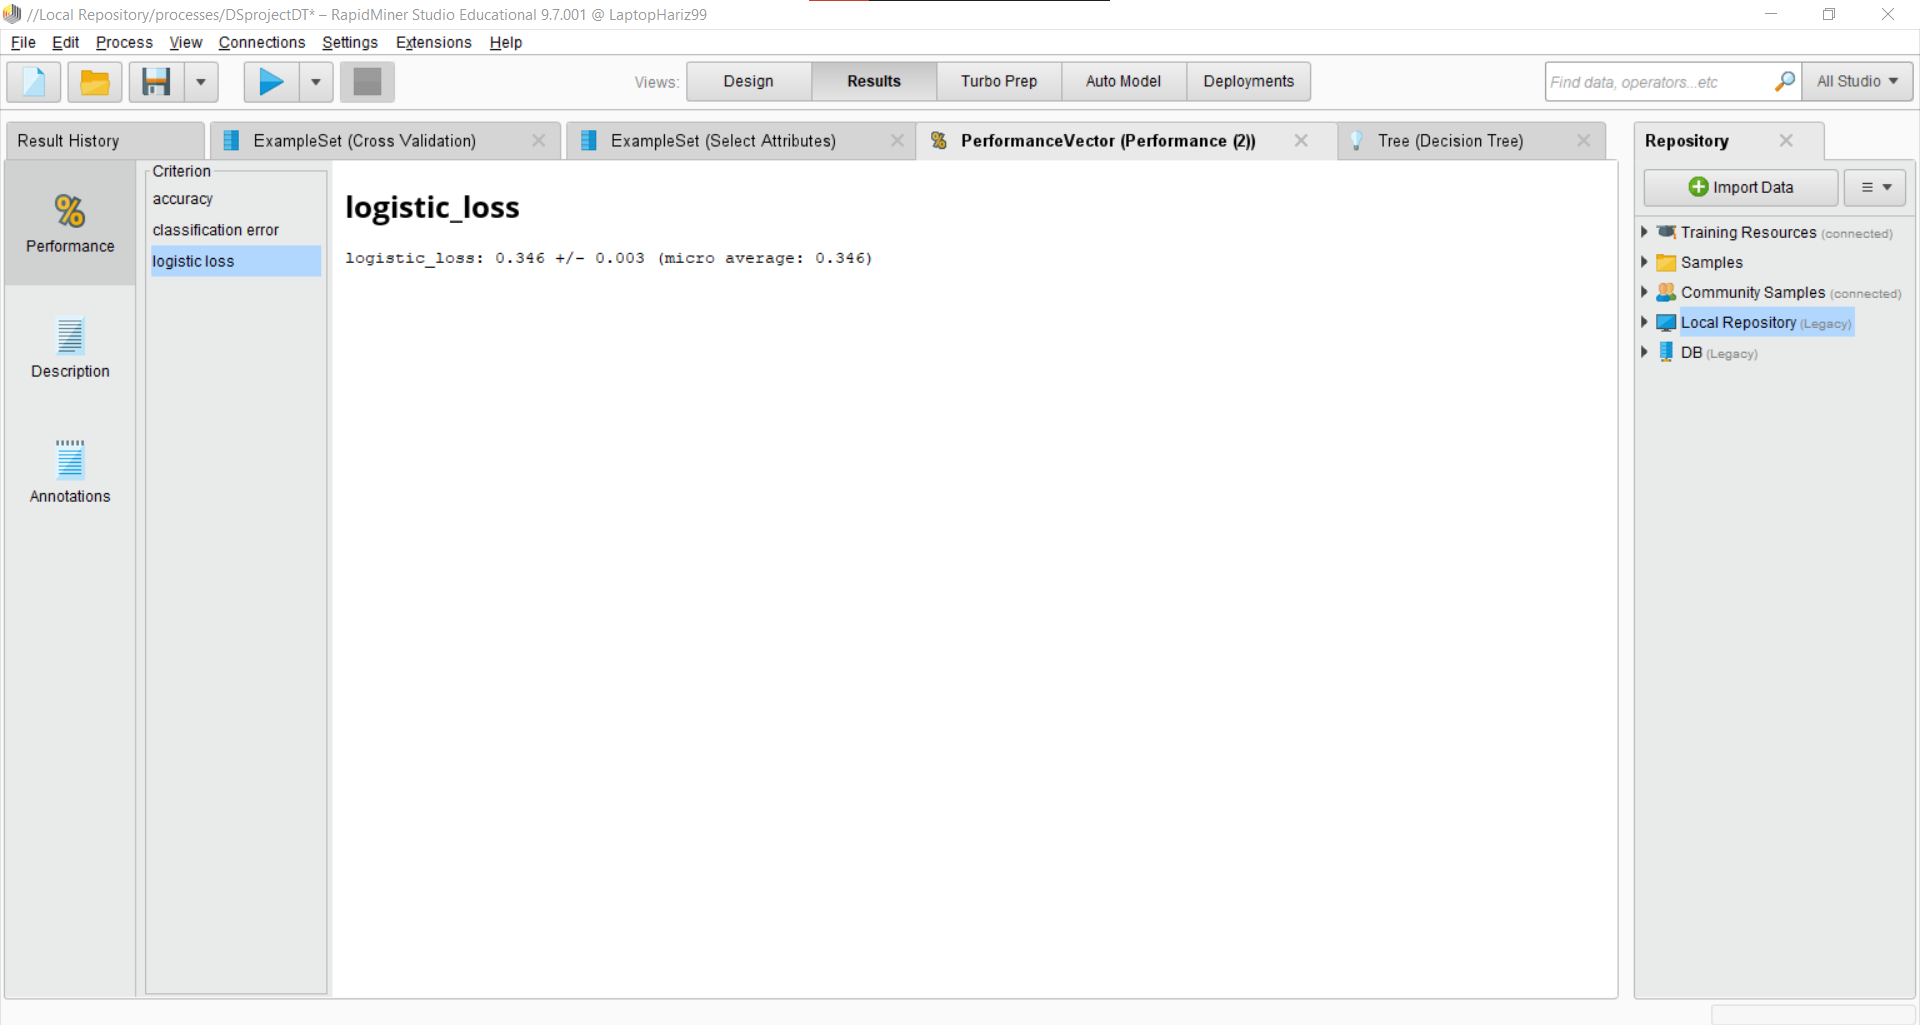 //Local Repository/processes/DSprojectDT* – RapidMiner Studio Educational 9.7.001 @ LaptopHariz99
File Edit Process View Connections Settings Extensions Help
Views: Design Results Turbo Prep Auto Model Deployments
Find data, operators...etc
All Studio
Result History
ExampleSet (Cross Validation)
ExampleSet (Select Attributes)
PerformanceVector (Performance (2))
Tree (Decision Tree)
Repository
%
Performance
Description
Annotations
Criterion
accuracy
classification error
logistic loss
logistic_loss
logistic_loss: 0.346 +/- 0.003 (micro average: 0.346)
Import Data
Training Resources (connected)
Samples
Community Samples (connected)
Local Repository (Legacy)
DB (Legacy)